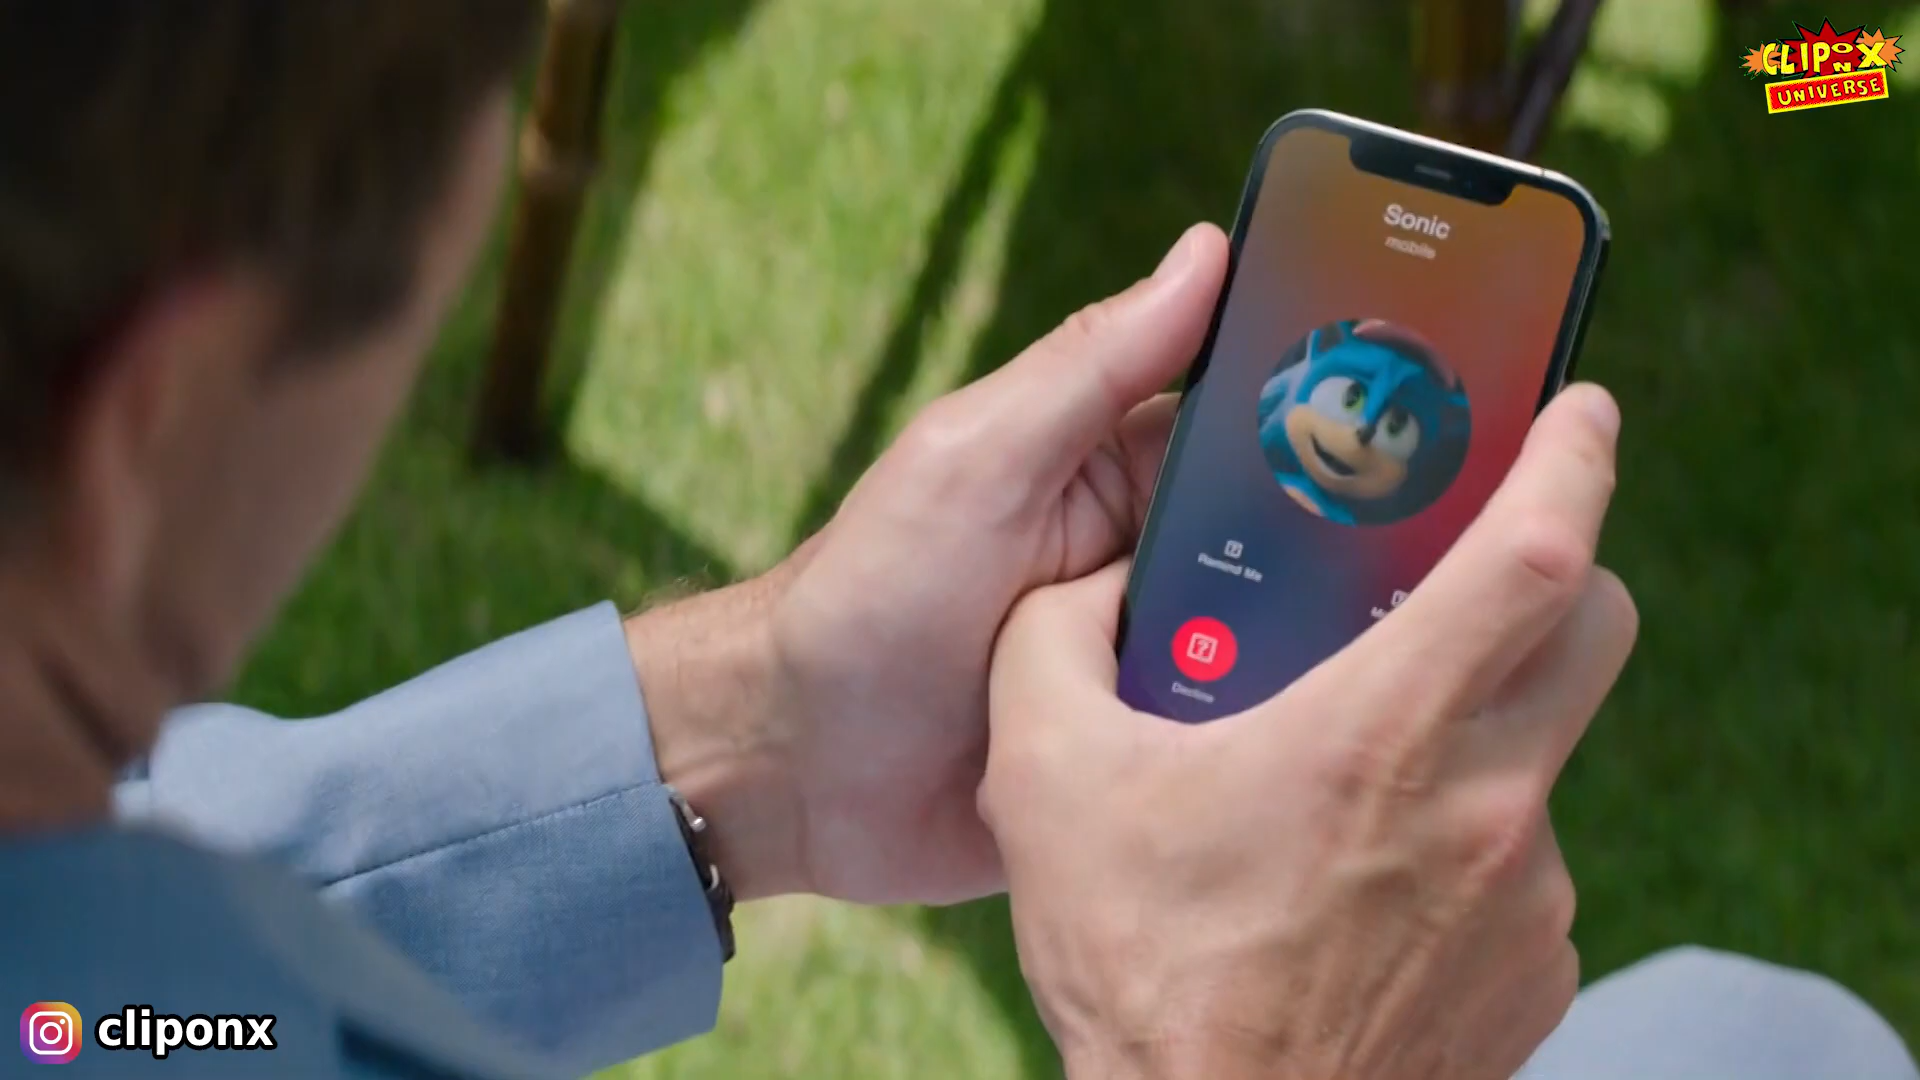 CLIP ON X
UNIVERSE
Sonic
mobile
Remind Me
Decline
cliponx